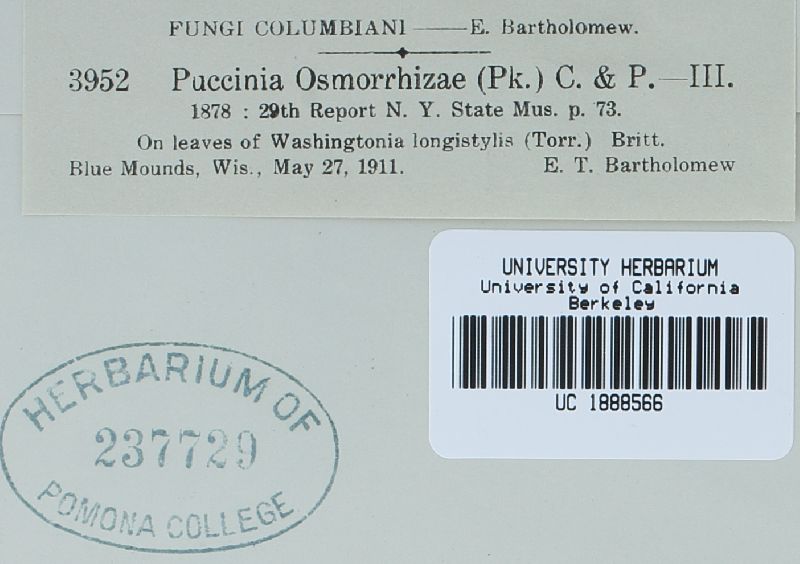 FUNGI COLUMBIANI — E. Bartholomew.
3952 Puccinia Osmorrhizae (Pk.) C. & P.—III.
1878 : 29th Report N. Y. State Mus. p. 73.
On leaves of Washingtonia longistylis (Torr.) Britt.
Blue Mounds, Wis., May 27, 1911. E. T. Bartholomew
UNIVERSITY HERBARIUM
University of California
Berkeley
UC 1888566
HERBARIUM OF
237729
POMONA COLLEGE